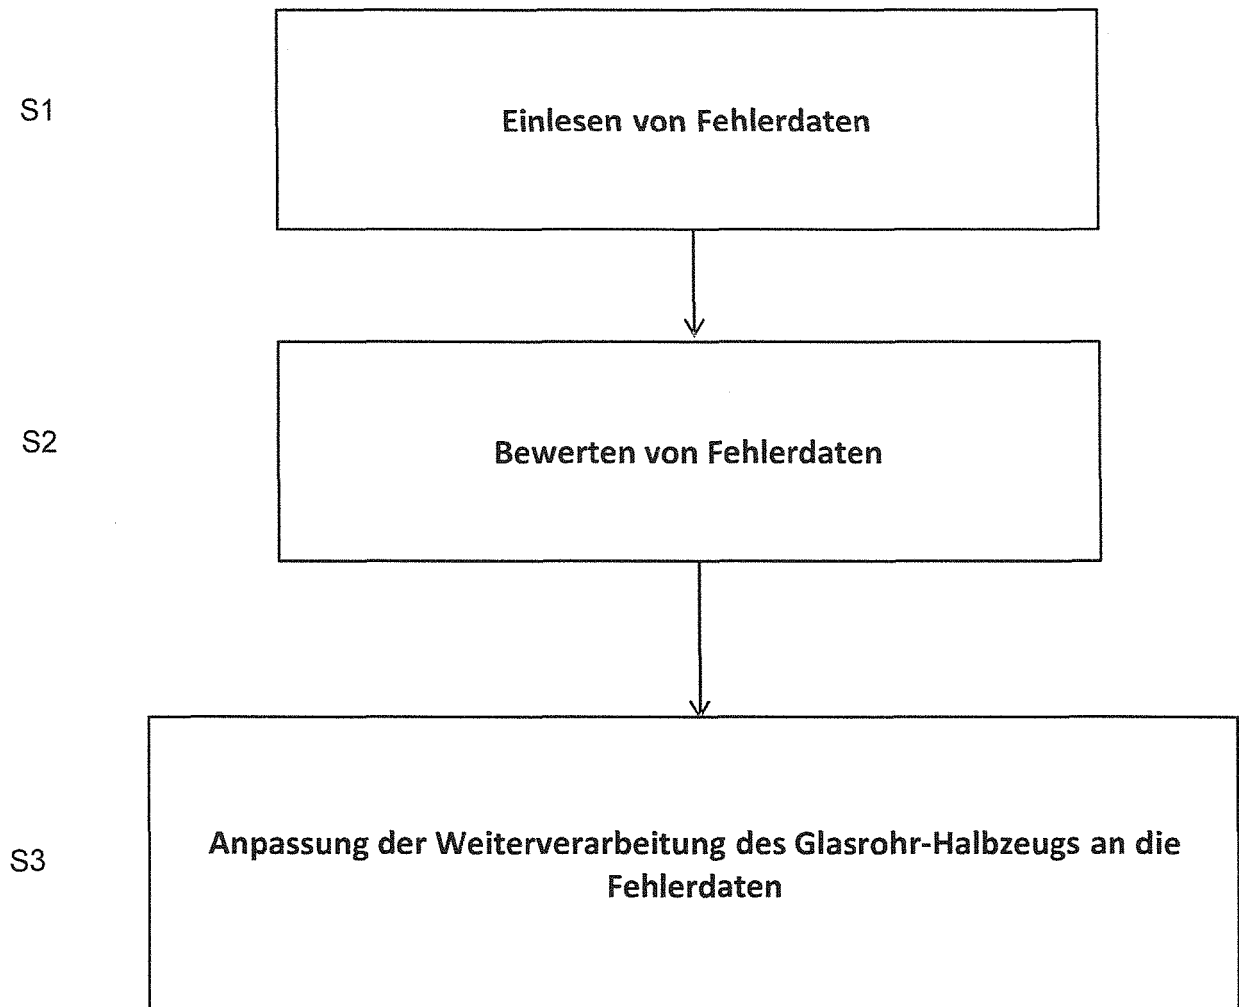 S1
Einlesen von Fehlerdaten
S2
Bewerten von Fehlerdaten
S3
Anpassung der Weiterverarbeitung des Glasrohr-Halbzeugs an die
Fehlerdaten